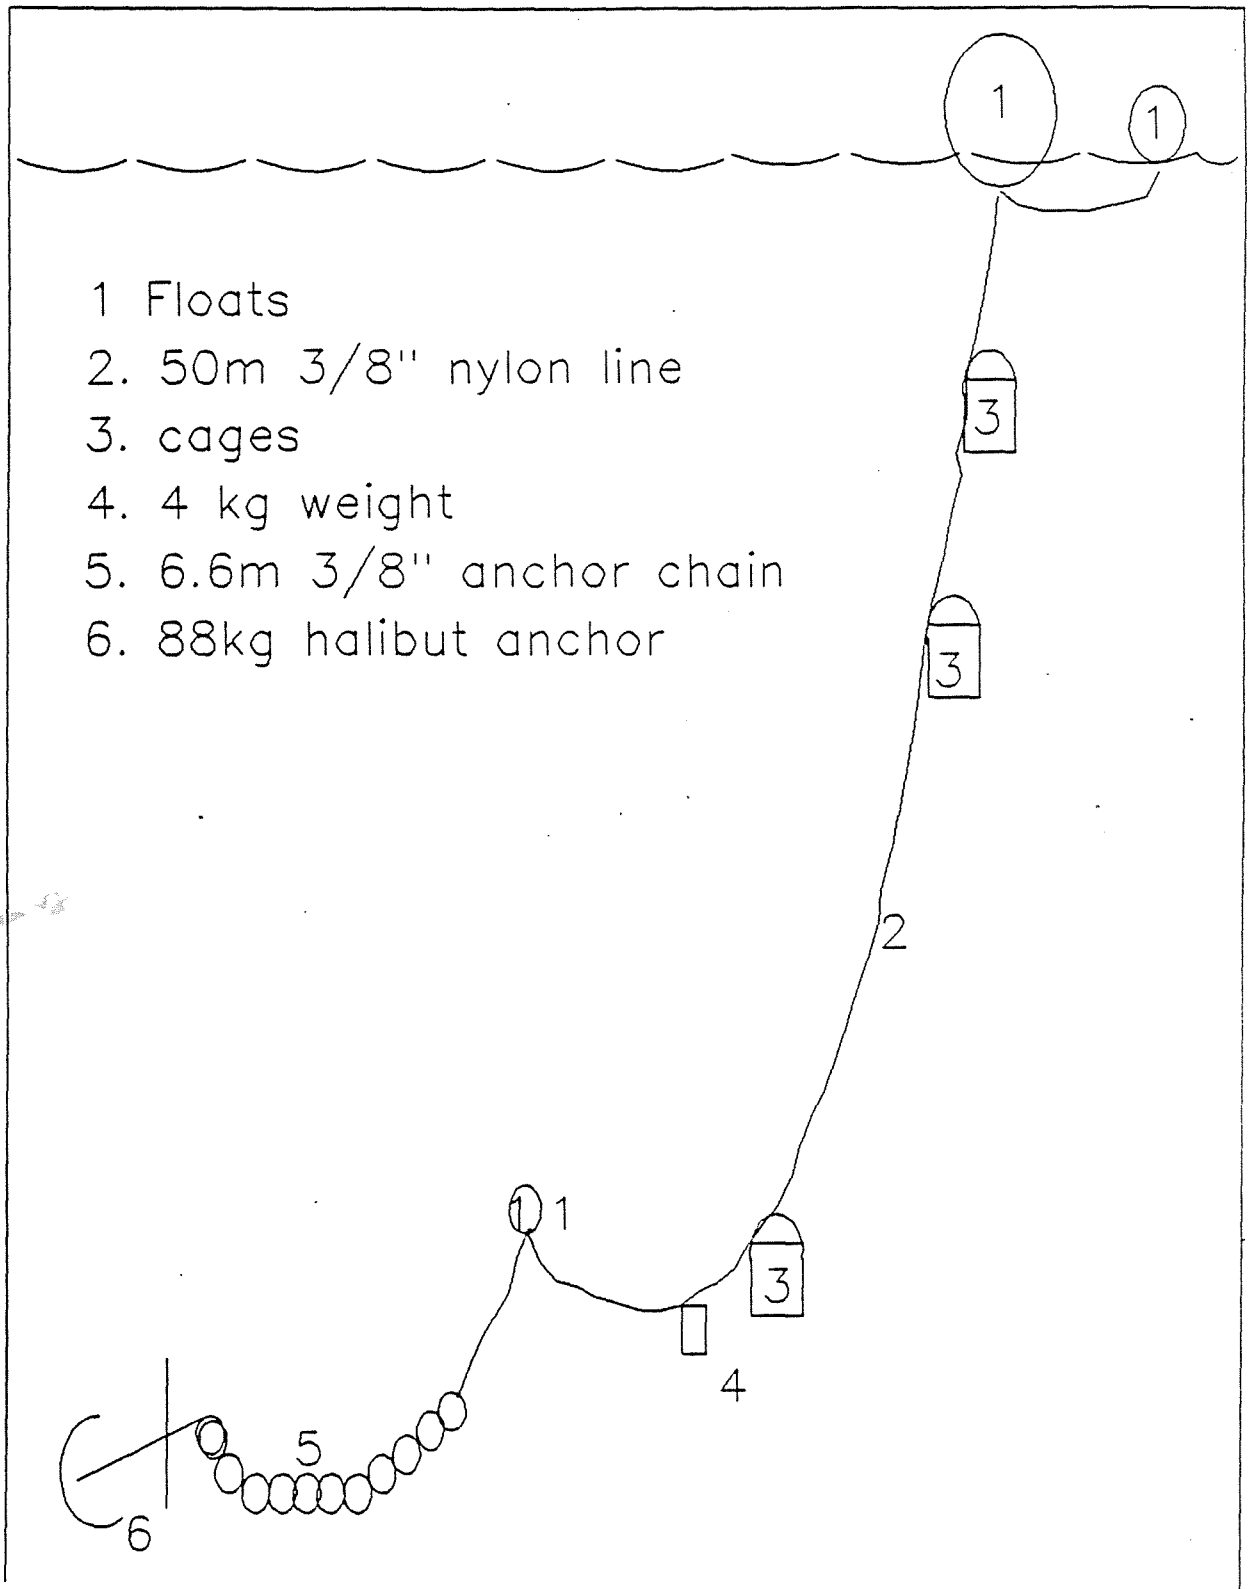 1 1
1 Floats
2. 50m 3/8" nylon line
3. cages
3
4. 4 kg weight
5. 6.6m 3/8" anchor chain
6. 88kg halibut anchor
3
2
1 1
3
4
5
6